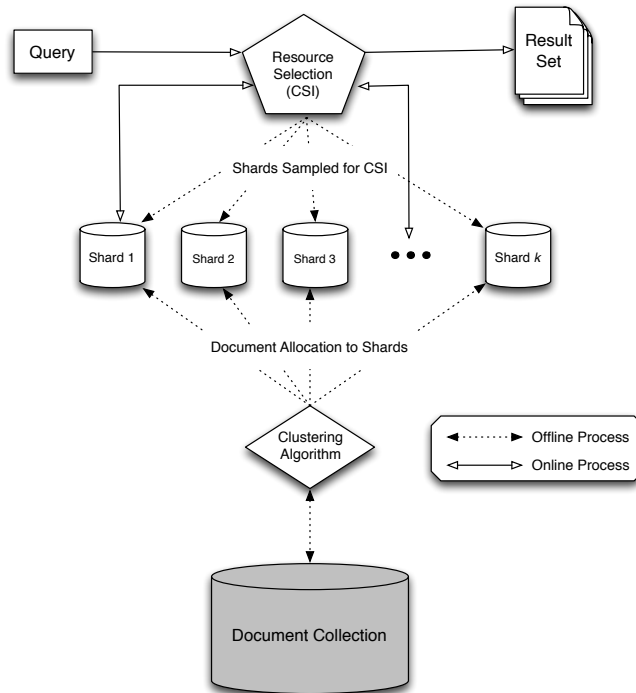 Query
Resource
Selection
(CSI)
Result
Set
Shards Sampled for CSI
Shard 1
Shard 2
Shard 3
•••
Shard k
Document Allocation to Shards
Clustering
Algorithm
Offline Process
Online Process
Document Collection